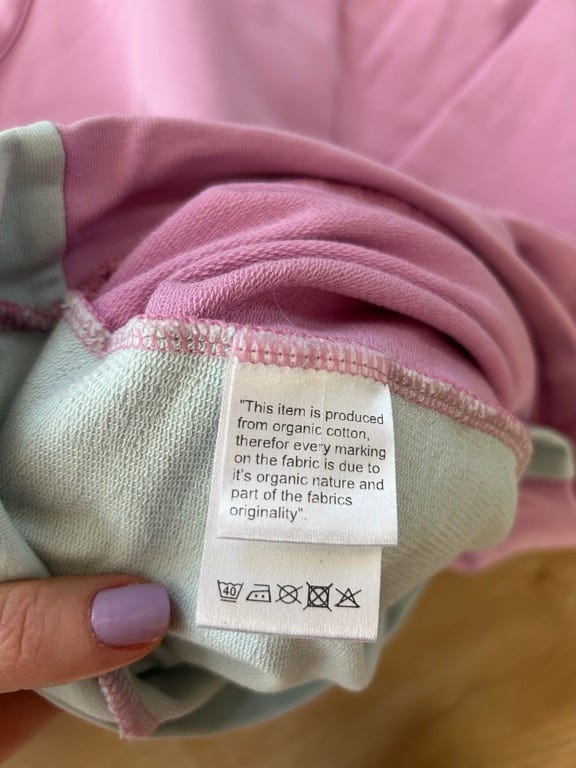 "This item is produced
from organic cotton,
therefor every marking
on the fabric is due to
it's organic nature and
part of the fabrics
originality".
40